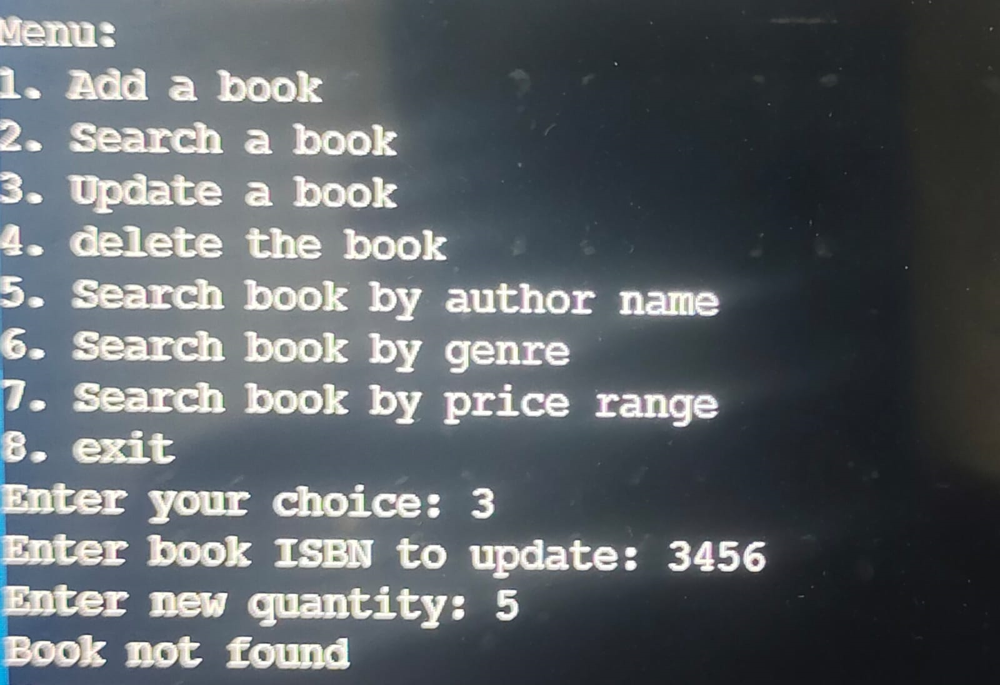 Menu:
1. Add a book
2. Search a book
3. Update a book
4. delete the book
5. Search book by author name
6. Search book by genre
7. Search book by price range
8. exit
Enter your choice: 3
Enter book ISBN to update: 3456
Enter new quantity: 5
Book not found